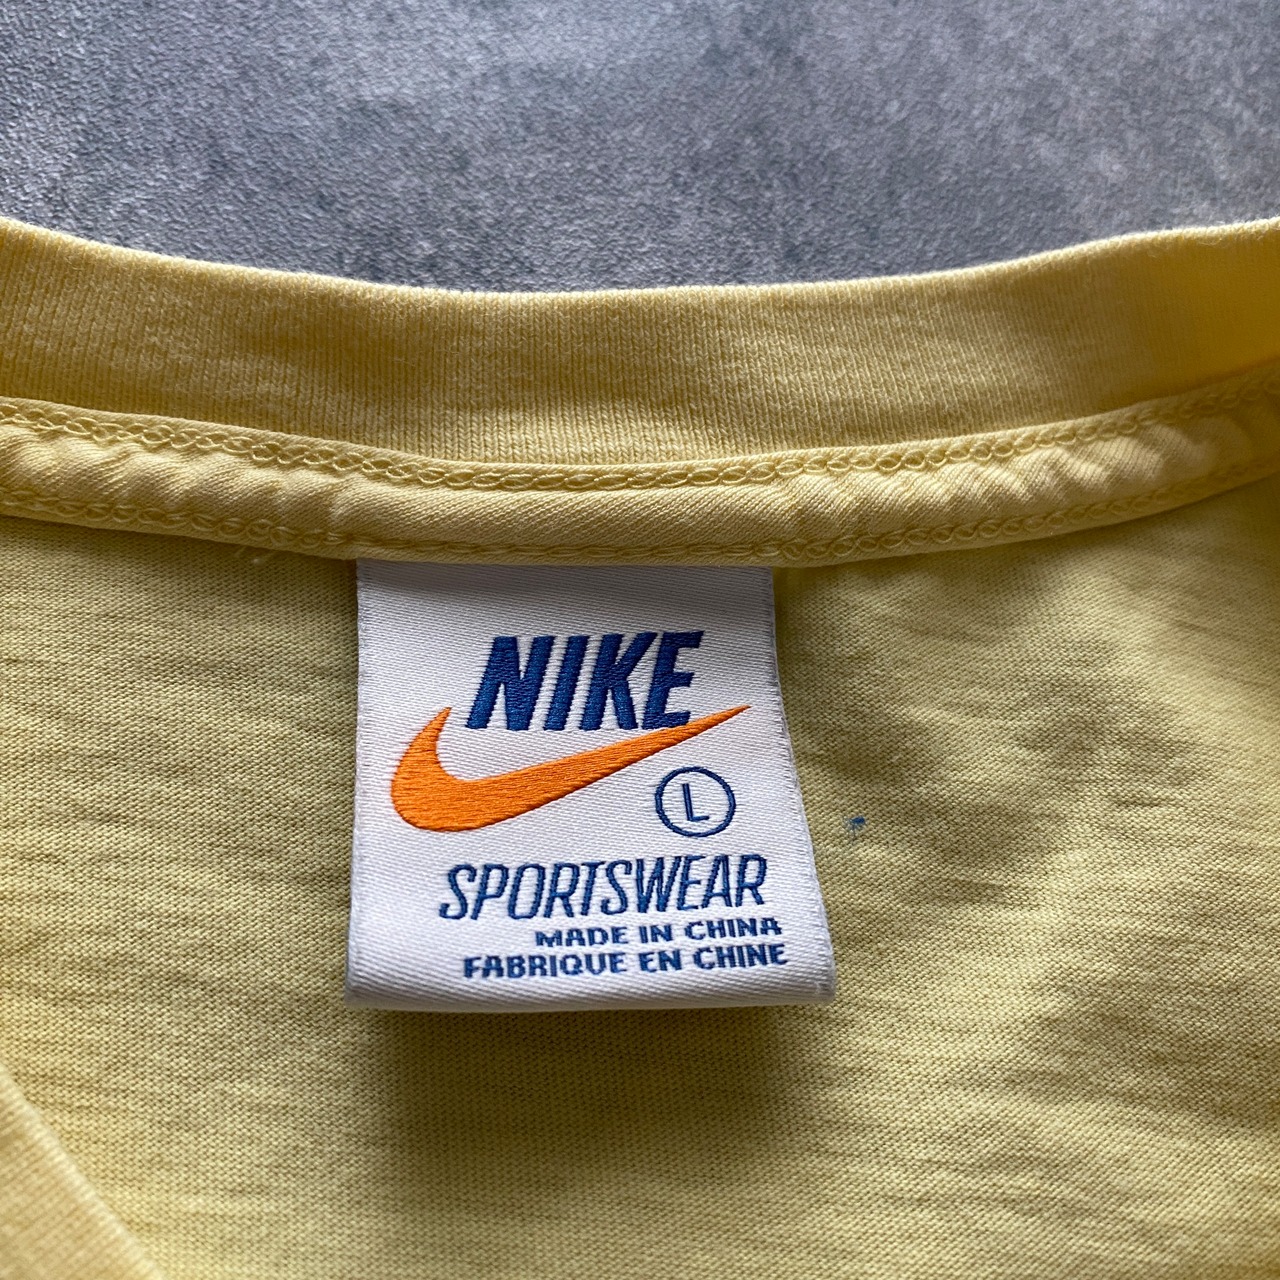 NIKE
L
SPORTSWEAR
MADE IN CHINA
FABRIQUE EN CHINE